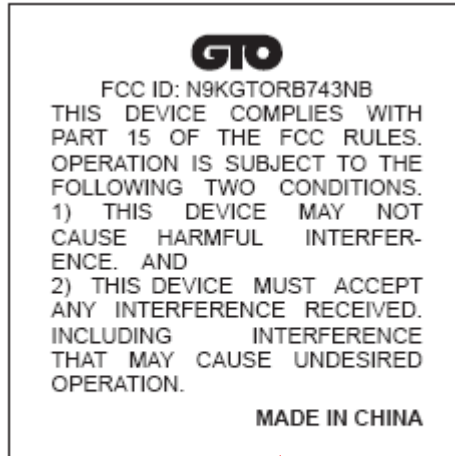 GTO
FCC ID: N9KGTORB743NB
THIS DEVICE COMPLIES WITH
PART 15 OF THE FCC RULES.
OPERATION IS SUBJECT TO THE
FOLLOWING TWO CONDITIONS.
1) THIS DEVICE MAY NOT
CAUSE HARMFUL INTERFER-
ENCE. AND
2) THIS DEVICE MUST ACCEPT
ANY INTERFERENCE RECEIVED.
INCLUDING INTERFERENCE
THAT MAY CAUSE UNDESIRED
OPERATION.
MADE IN CHINA